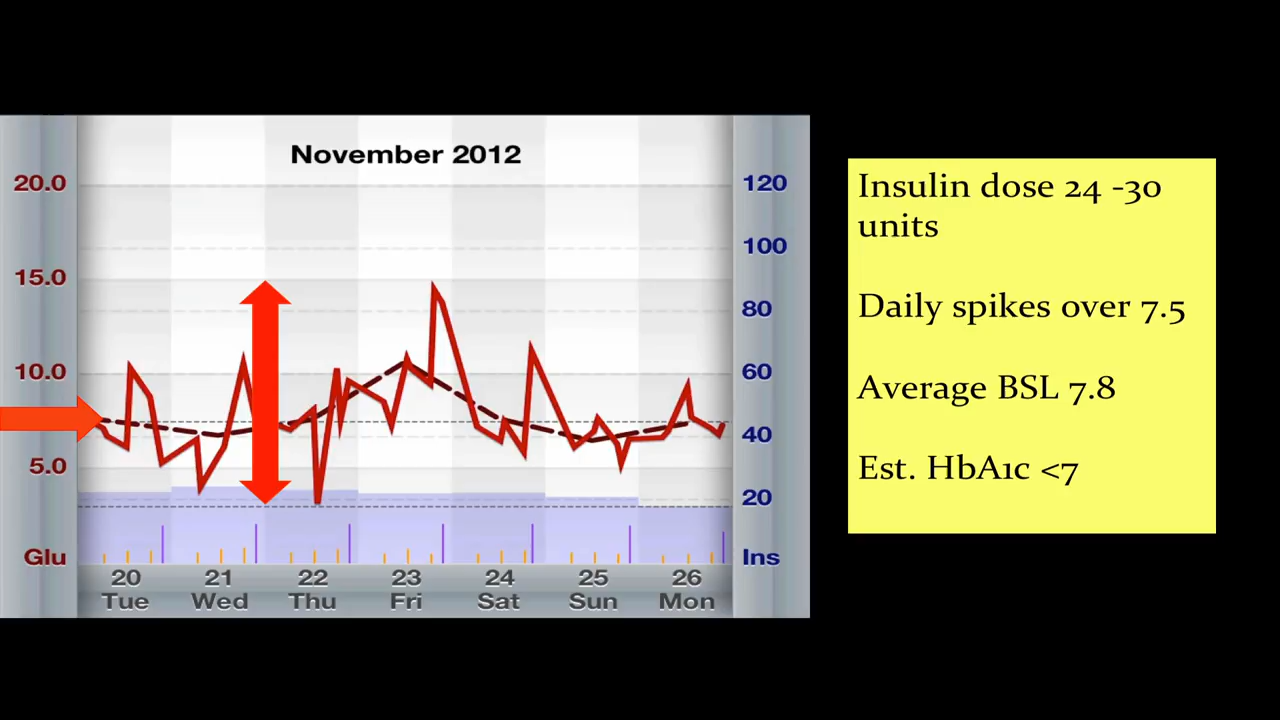 November 2012
20.0
15.0
10.0
5.0
Glu
120
100
80
60
40
20
Ins
20 21 22 23 24 25 26
Tue Wed Thu Fri Sat Sun Mon
Insulin dose 24 -30
units
Daily spikes over 7.5
Average BSL 7.8
Est. HbA1c <7